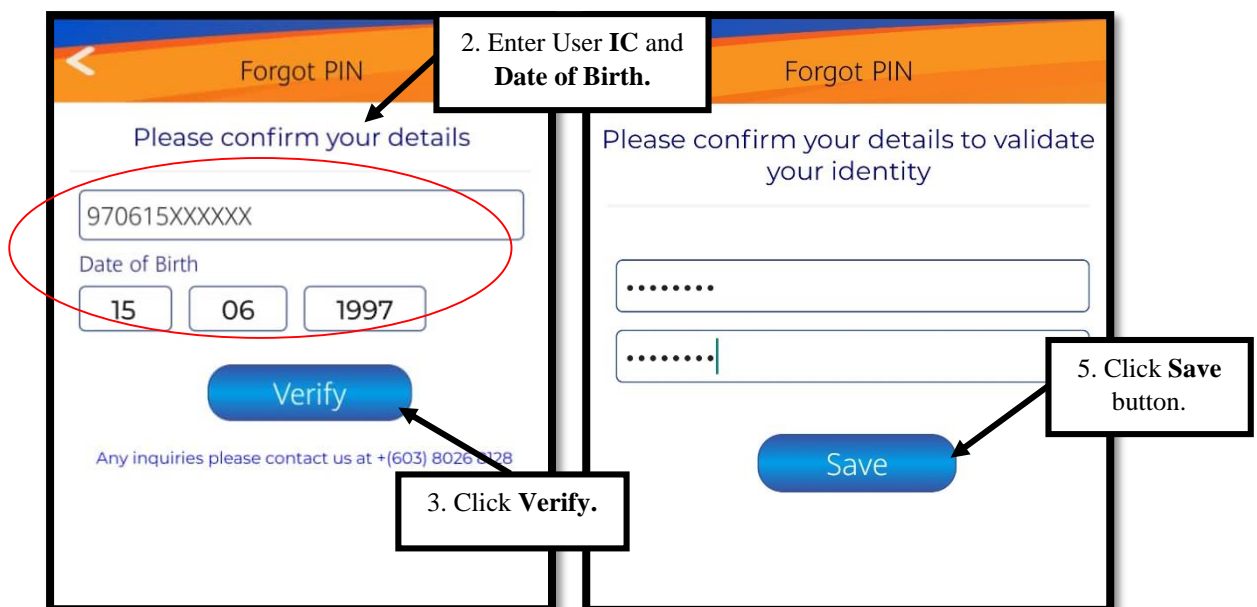 2. Enter User IC and
Date of Birth.
Forgot PIN
Please confirm your details
970615XXXXXX
Date of Birth
15 06 1997
Verify
Any inquiries please contact us at +(603) 8026 8128
3. Click Verify.
Forgot PIN
Please confirm your details to validate
your identity
••••••••
••••••••
5. Click Save
button.
Save